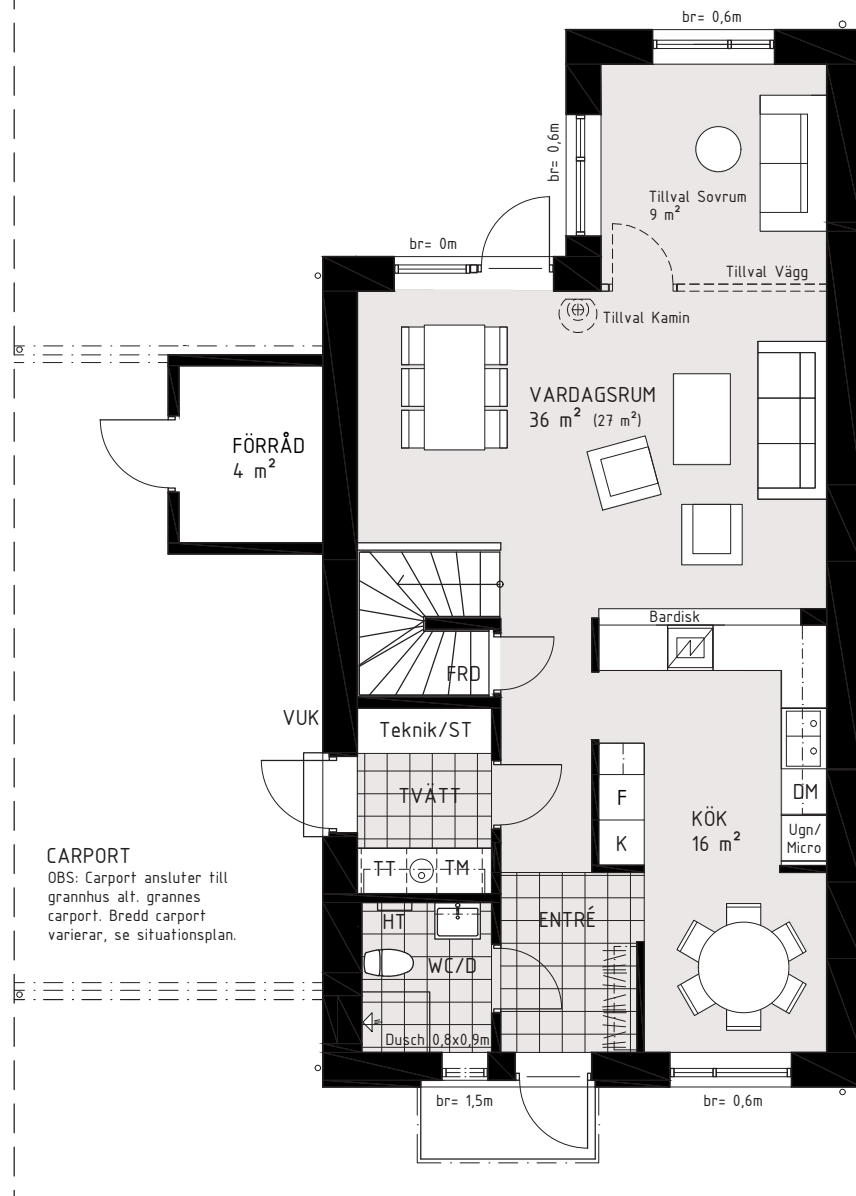 br= 0,6m
br= 0,6m
Tillval Sovrum
9 m²
br= 0m
Tillval Vägg
Tillval Kamin
VARDAGSRUM
36 m² (27 m²)
FÖRRÅD
4 m²
Bardisk
FRD
VUK
Teknik/ST
TVÄTT
F
DM
KÖK
16 m²
K
Ugn/
Micro
CARPORT
OBS: Carport ansluter till
grannhus alt. grannes
carport. Bredd carport
varierar, se situationsplan.
TT
TM
HT
ENTRÉ
WC/D
Dusch 0,8x0,9m
br= 1,5m
br= 0,6m